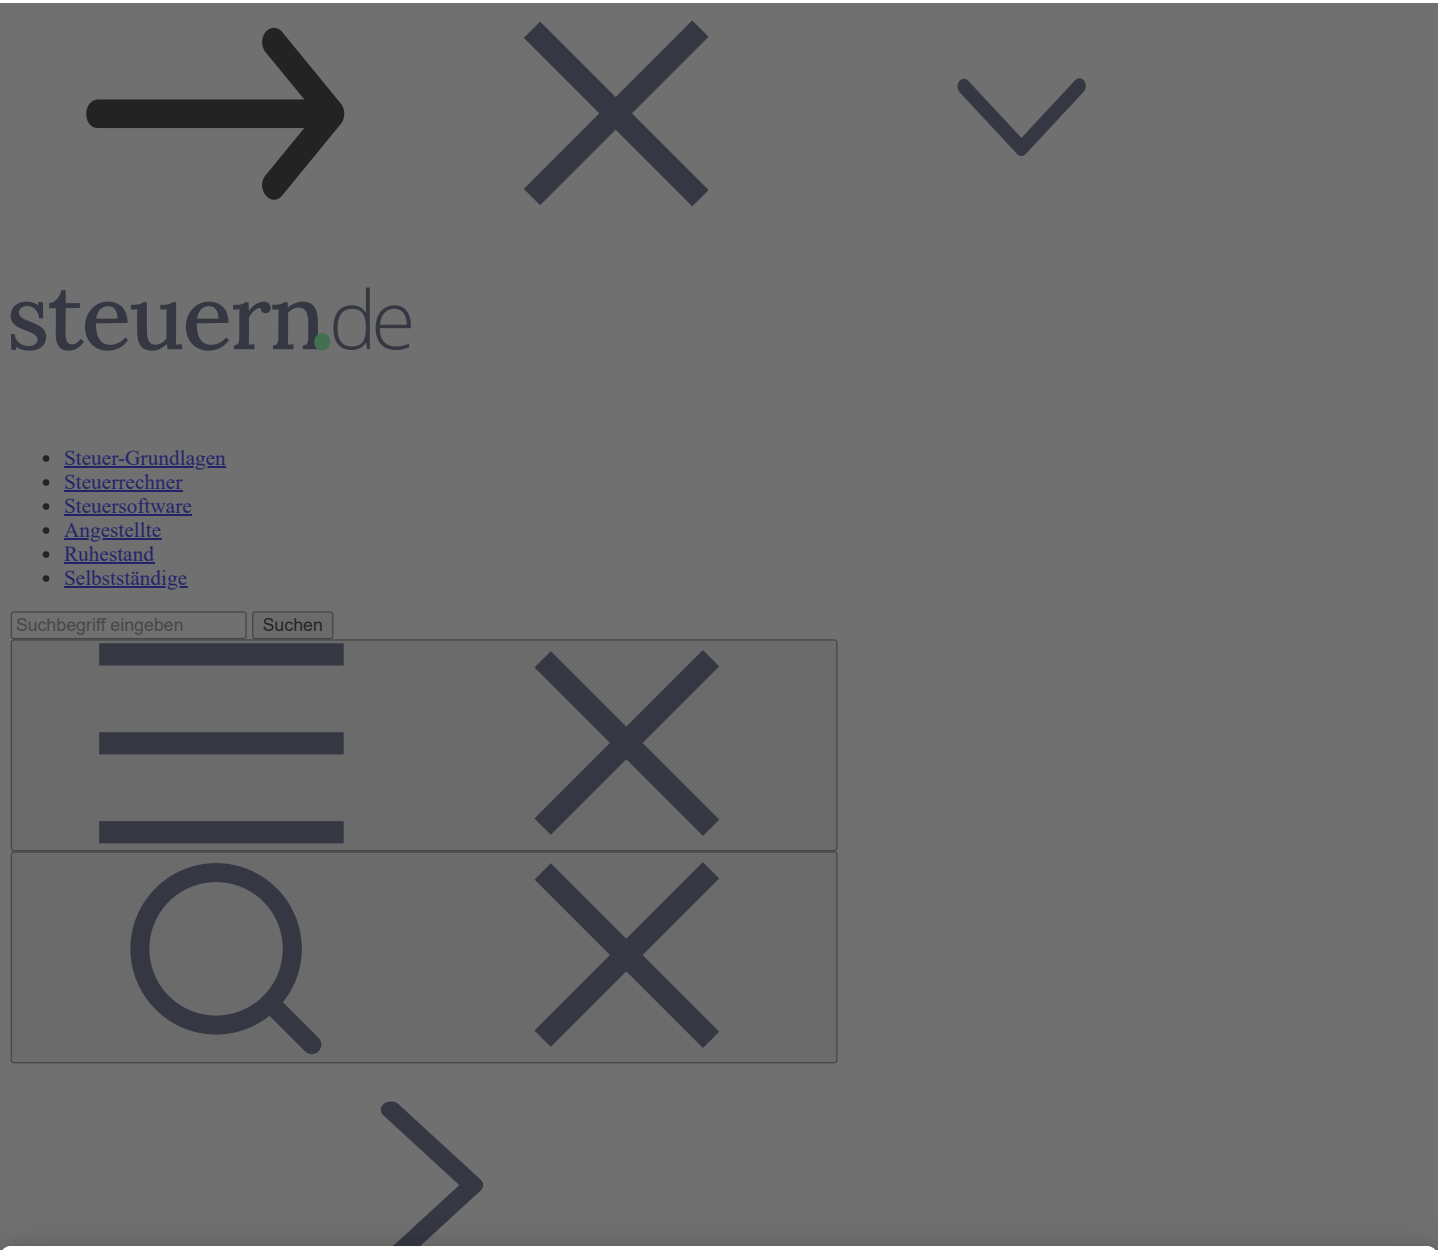 steuern.de
Steuer-Grundlagen
Steuerrechner
Steuersoftware
Angestellte
Ruhestand
Selbstständige
Suchbegriff eingeben Suchen